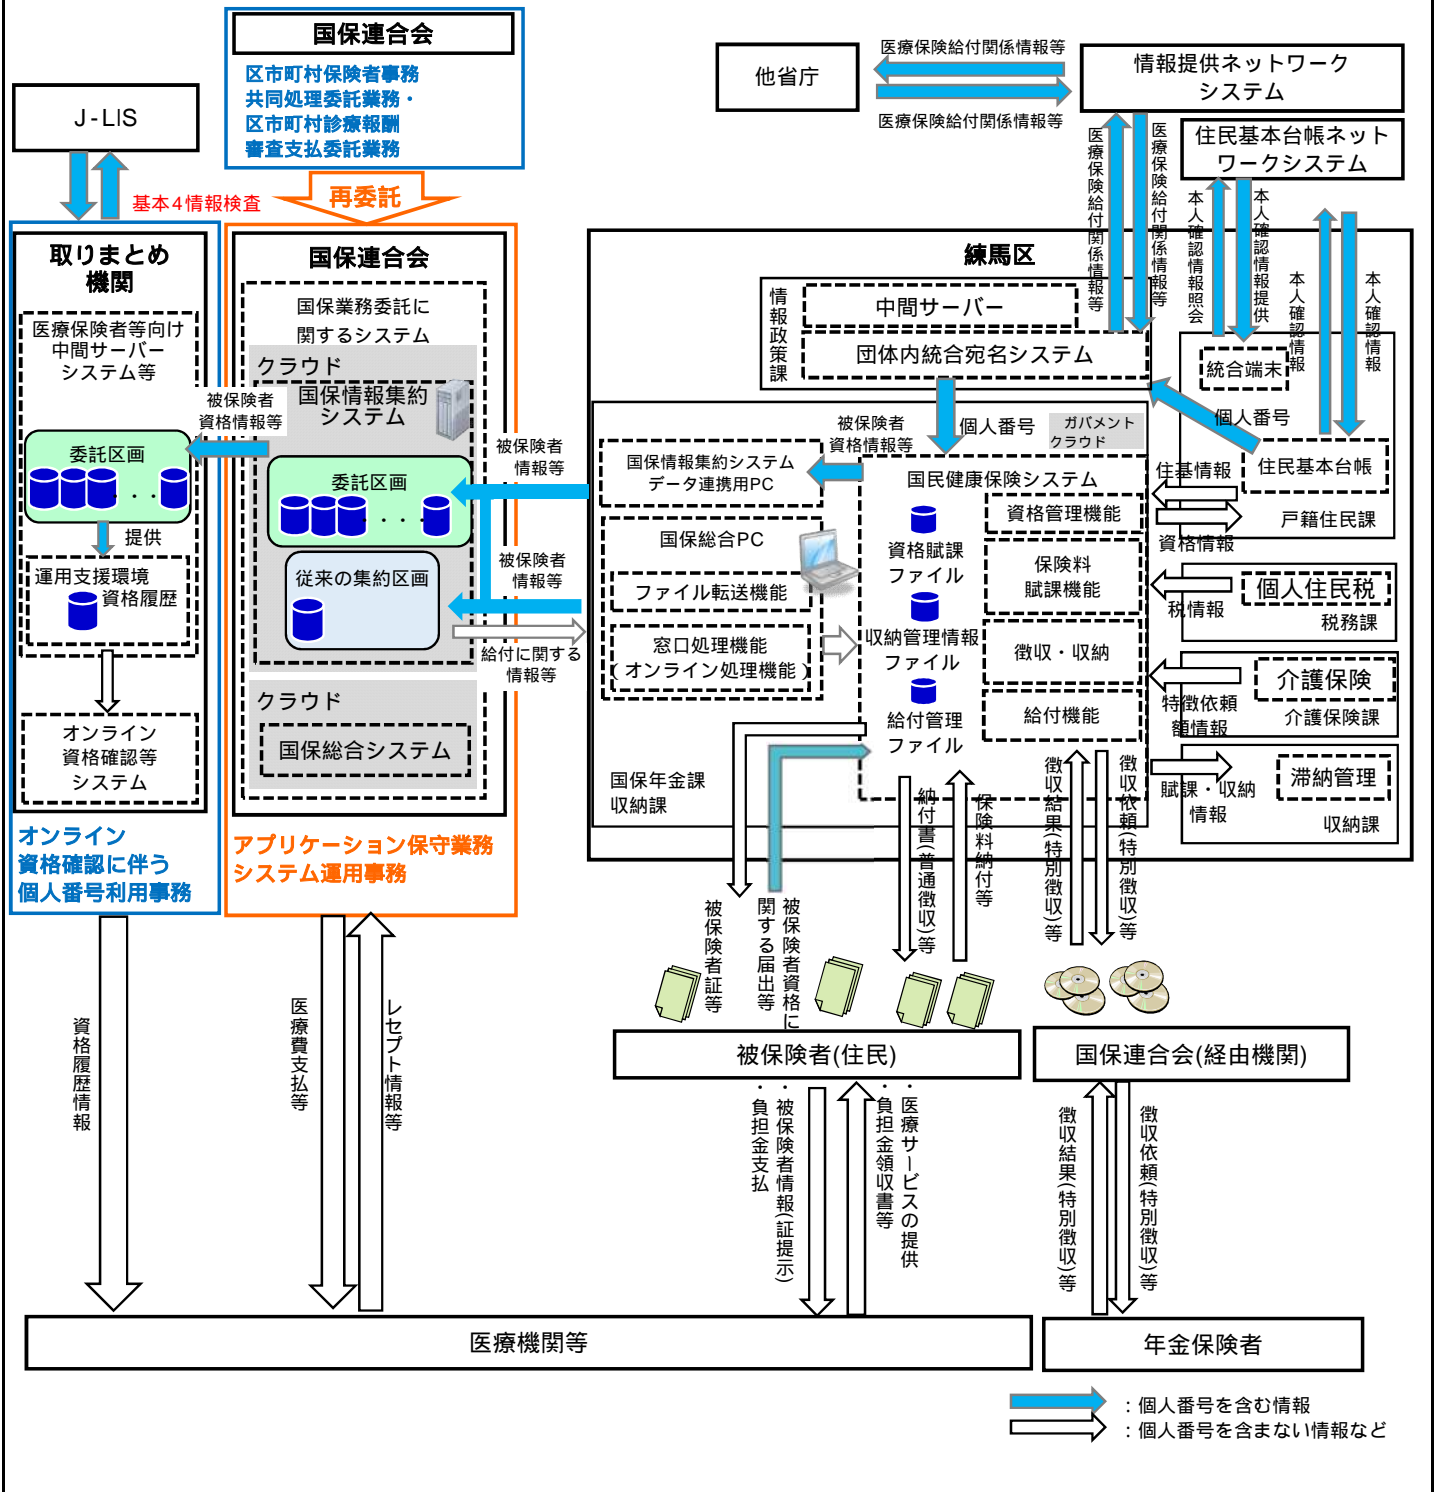 国保連合会
区市町村保険者事務
共同処理委託業務・
区市町村診療報酬
審査支払委託業務
再委託
J-LIS
基本4情報検査
取りまとめ
機関
医療保険者等向け
中間サーバー
システム等
委託区画
・・・
提供
運用支援環境
資格履歴
オンライン
資格確認等
システム
オンライン
資格確認に伴う
個人番号利用事務
国保連合会
国保業務委託に
関するシステム
クラウド
国保情報集約
システム
被保険者
資格情報等
委託区画
・・・・
従来の集約区画
クラウド
国保総合システム
アプリケーション保守業務
システム運用事務
被保険者
情報等
被保険者
情報等
給付に関する
情報等
他省庁
医療保険給付関係情報等
医療保険給付関係情報等
情報提供ネットワーク
システム
住民基本台帳ネット
ワークシステム
医療保険給付関係情報等
医療保険給付関係情報等
本人確認情報照会
本人確認情報提供
本人確認情報
本人確認情報
練馬区
情報政策課
中間サーバー
団体内統合宛名システム
統合端末
個人番号
住民基本台帳
戸籍住民課
住基情報
資格情報
被保険者
資格情報等
個人番号
ガバメント
クラウド
国保情報集約システム
データ連携用PC
国保総合PC
ファイル転送機能
窓口処理機能
(オンライン処理機能)
国民健康保険システム
資格賦課
ファイル
収納管理情報
ファイル
給付管理
ファイル
資格管理機能
保険料
賦課機能
徴収・収納
給付機能
国保年金課
収納課
個人住民税
税務課
税情報
介護保険
介護保険課
特徴依頼
額情報
滞納管理
収納課
賦課・収納
情報
被保険者証等
被保険者資格に
関する届出等
納付書(普通徴収)等
保険料納付等
徴収結果(特別徴収)等
徴収依頼(特別徴収)等
被保険者(住民)
国保連合会(経由機関)
資格履歴情報
医療費支払等
レセプト情報等
・被保険者情報(証提示)
・負担金支払
・医療サービスの提供
・負担金領収書等
徴収結果(特別徴収)等
徴収依頼(特別徴収)等
医療機関等
年金保険者
:個人番号を含む情報
:個人番号を含まない情報など